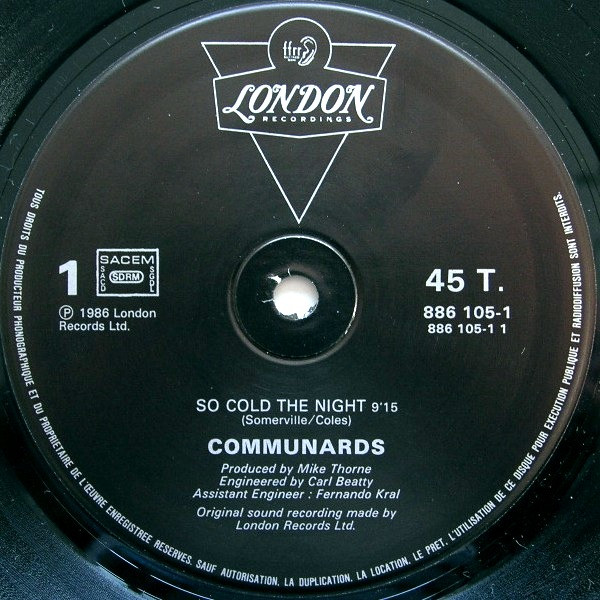 ffrr
LONDON
RECORDINGS
1
SACEM
SACD
SDRM
SGDL
45 T.
℗ 1986 London
Records Ltd.
886 105-1
886 105-1 1
SO COLD THE NIGHT 9'15
(Somerville/Coles)
COMMUNARDS
Produced by Mike Thorne
Engineered by Carl Beatty
Assistant Engineer : Fernando Kral
Original sound recording made by
London Records Ltd.
TOUS DROITS DU PRODUCTEUR PHONOGRAPHIQUE ET DU PROPRIETAIRE DE L'ŒUVRE ENREGISTREE RESERVES. SAUF AUTORISATION, LA DUPLICATION, LA LOCATION, LE PRET, L'UTILISATION DE CE DISQUE POUR EXECUTION PUBLIQUE ET RADIODIFFUSION SONT INTERDITS.